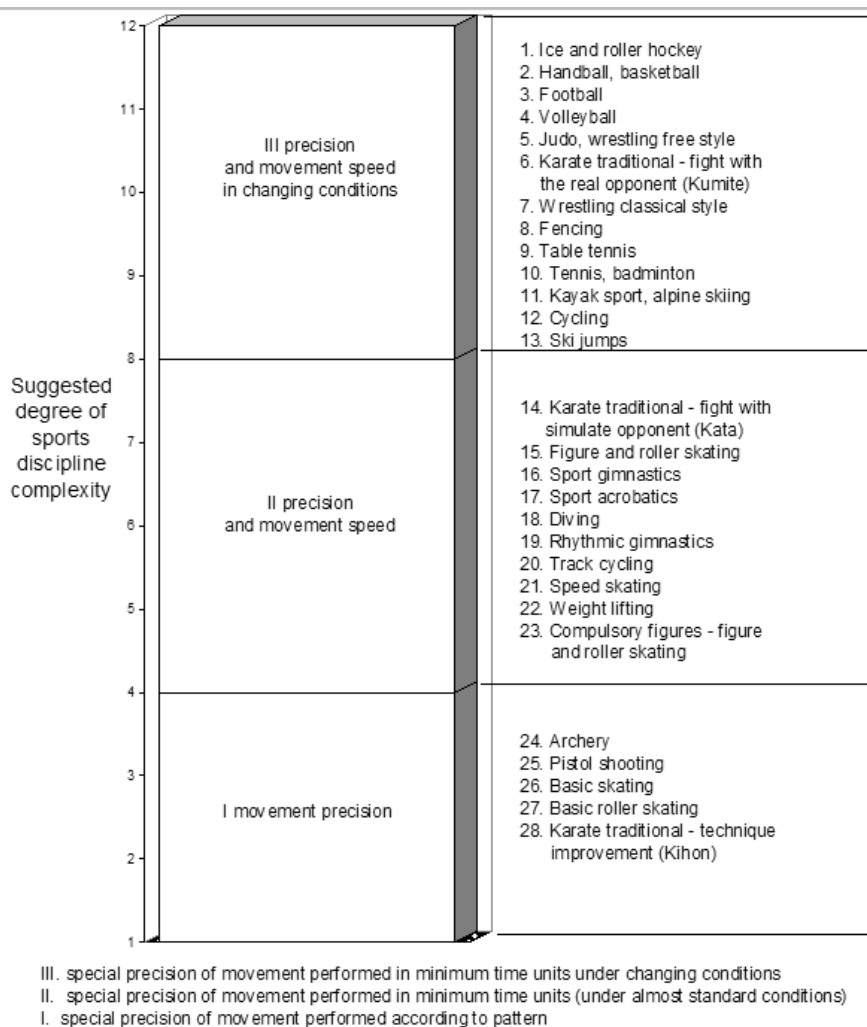 12
11
10
9
8
7
6
5
4
3
2
1
Suggested
degree of
sports
discipline
complexity
III precision
and movement speed
in changing conditions
II precision
and movement speed
I movement precision
1. Ice and roller hockey
2. Handball, basketball
3. Football
4. Volleyball
5. Judo, wrestling free style
6. Karate traditional - fight with
the real opponent (Kumite)
7. Wrestling classical style
8. Fencing
9. Table tennis
10. Tennis, badminton
11. Kayak sport, alpine skiing
12. Cycling
13. Ski jumps
14. Karate traditional - fight with
simulate opponent (Kata)
15. Figure and roller skating
16. Sport gimnastics
17. Sport acrobatics
18. Diving
19. Rhythmic gimnastics
20. Track cycling
21. Speed skating
22. Weight lifting
23. Compulsory figures - figure
and roller skating
24. Archery
25. Pistol shooting
26. Basic skating
27. Basic roller skating
28. Karate traditional - technique
improvement (Kihon)
III. special precision of movement performed in minimum time units under changing conditions
II. special precision of movement performed in minimum time units (under almost standard conditions)
I. special precision of movement performed according to pattern